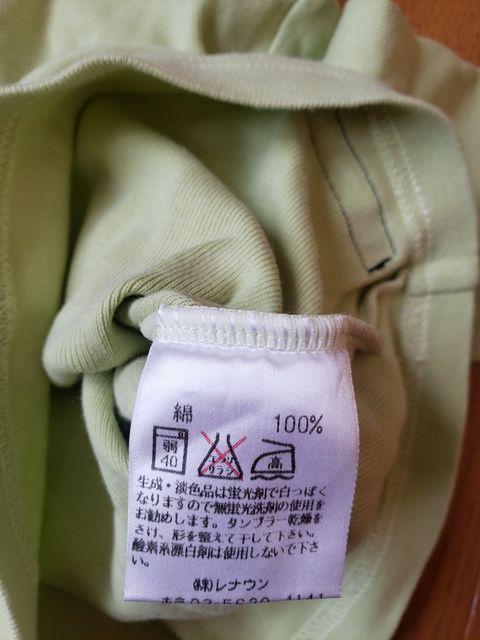 綿 100%
弱 40 エンソ サラシ 高
生成・淡色品は蛍光剤で白っぽく
なりますので無蛍光洗剤の使用を
お勧めします。タンブラー乾燥を
さけ、形を整えて干して下さい。
酸素系漂白剤は使用しないで下さ
い。
(株)レナウン